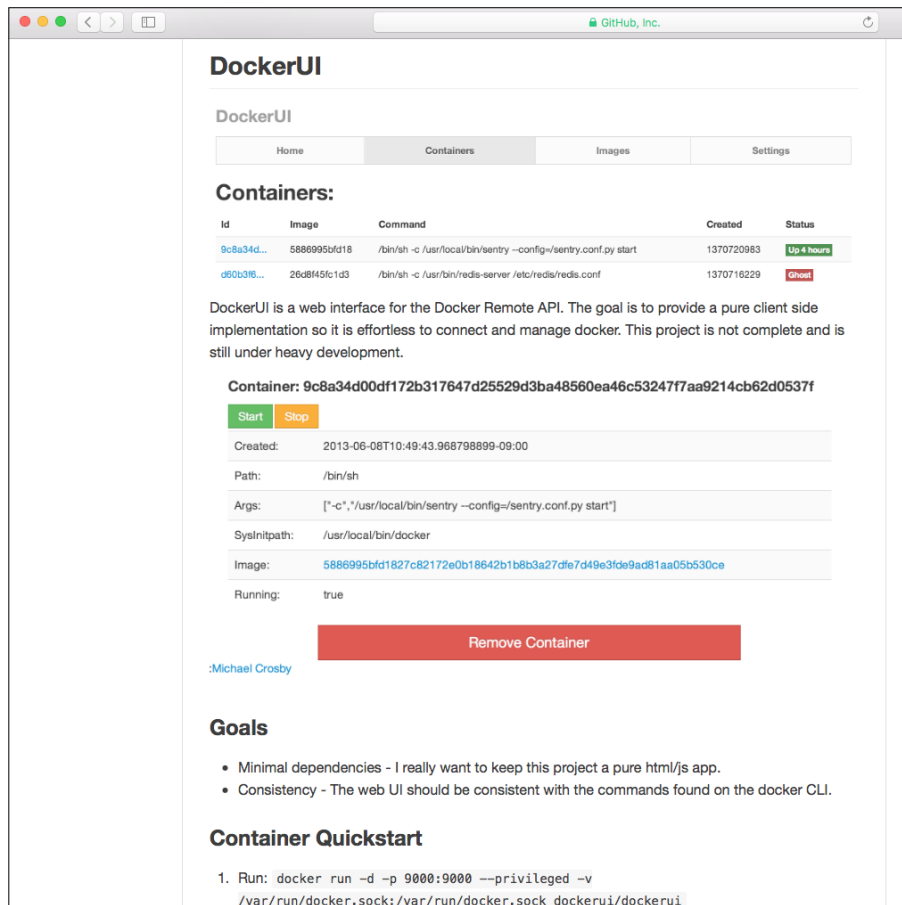 GitHub, Inc.
DockerUI
DockerUI
Home Containers Images Settings
Containers:
Id Image Command Created Status
9c8a34d... 5886995bfd18 /bin/sh -c /usr/local/bin/sentry --config=/sentry.conf.py start 1370720983 Up 4 hours
d60b3f6... 26d8f45fc1d3 /bin/sh -c /usr/bin/redis-server /etc/redis/redis.conf 1370716229 Ghost
DockerUI is a web interface for the Docker Remote API. The goal is to provide a pure client side
implementation so it is effortless to connect and manage docker. This project is not complete and is
still under heavy development.
Container: 9c8a34d00df172b317647d25529d3ba48560ea46c53247f7aa9214cb62d0537f
Start Stop
Created: 2013-06-08T10:49:43.968798899-09:00
Path: /bin/sh
Args: ["-c","/usr/local/bin/sentry --config=/sentry.conf.py start"]
SysInitpath: /usr/local/bin/docker
Image: 5886995bfd1827c82172e0b18642b1b8b3a27dfe7d49e3fde9ad81aa05b530ce
Running: true
Remove Container
:Michael Crosby
Goals
• Minimal dependencies - I really want to keep this project a pure html/js app.
• Consistency - The web UI should be consistent with the commands found on the docker CLI.
Container Quickstart
1. Run: docker run -d -p 9000:9000 --privileged -v
/var/run/docker.sock:/var/run/docker.sock dockerui/dockerui